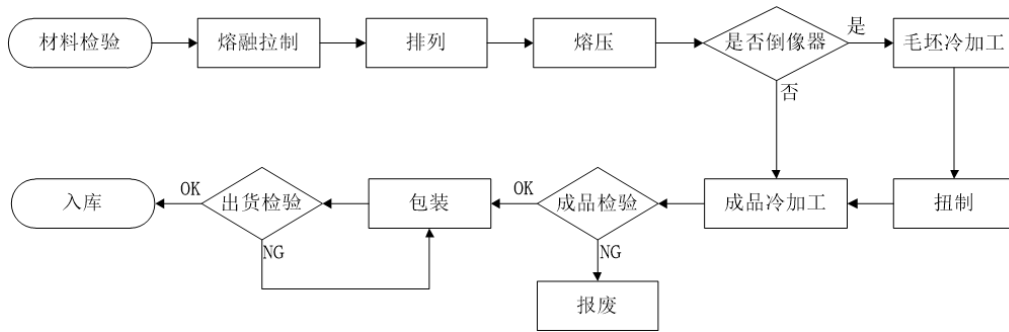 材料检验
熔融拉制
排列
熔压
是否倒像器
是
毛坯冷加工
否
入库
OK
出货检验
包装
OK
成品检验
成品冷加工
扭制
NG
NG
报废